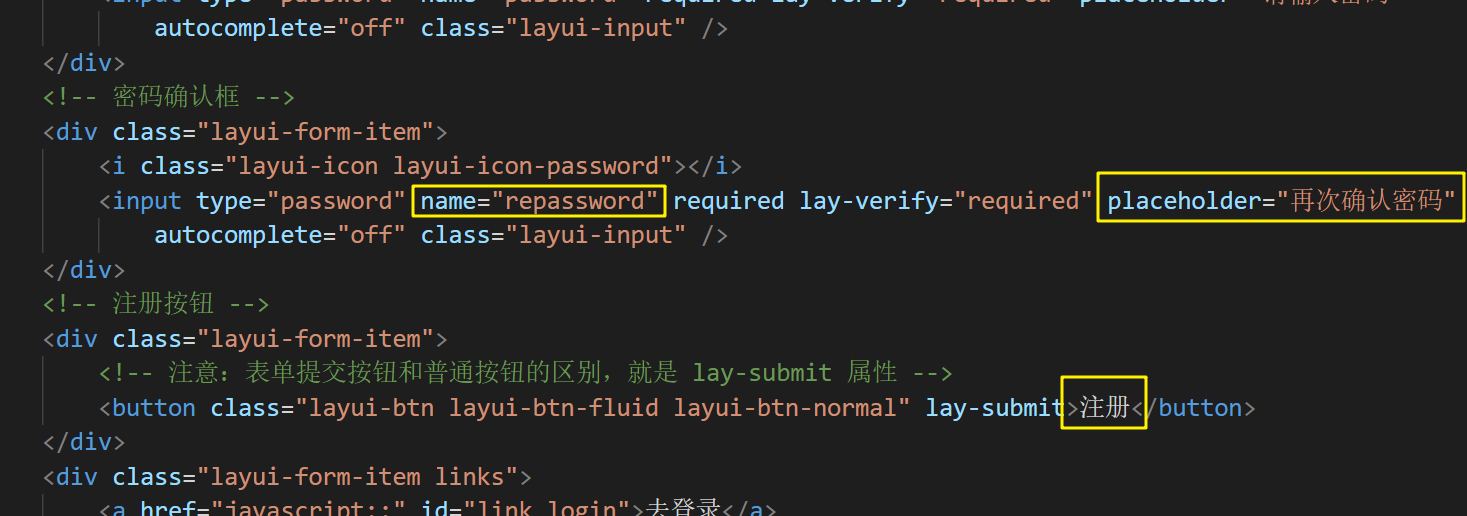 <input type="password" name="password" required lay-verify="required" placeholder="请输入密码"
autocomplete="off" class="layui-input" />
</div>
<!-- 密码确认框 -->
<div class="layui-form-item">
<i class="layui-icon layui-icon-password"></i>
<input type="password" name="repassword" required lay-verify="required" placeholder="再次确认密码"
autocomplete="off" class="layui-input" />
</div>
<!-- 注册按钮 -->
<div class="layui-form-item">
<!-- 注意：表单提交按钮和普通按钮的区别，就是 lay-submit 属性 -->
<button class="layui-btn layui-btn-fluid layui-btn-normal" lay-submit>注册</button>
</div>
<div class="layui-form-item links">
<a href="javascript:;" id="link_login">去登录</a>